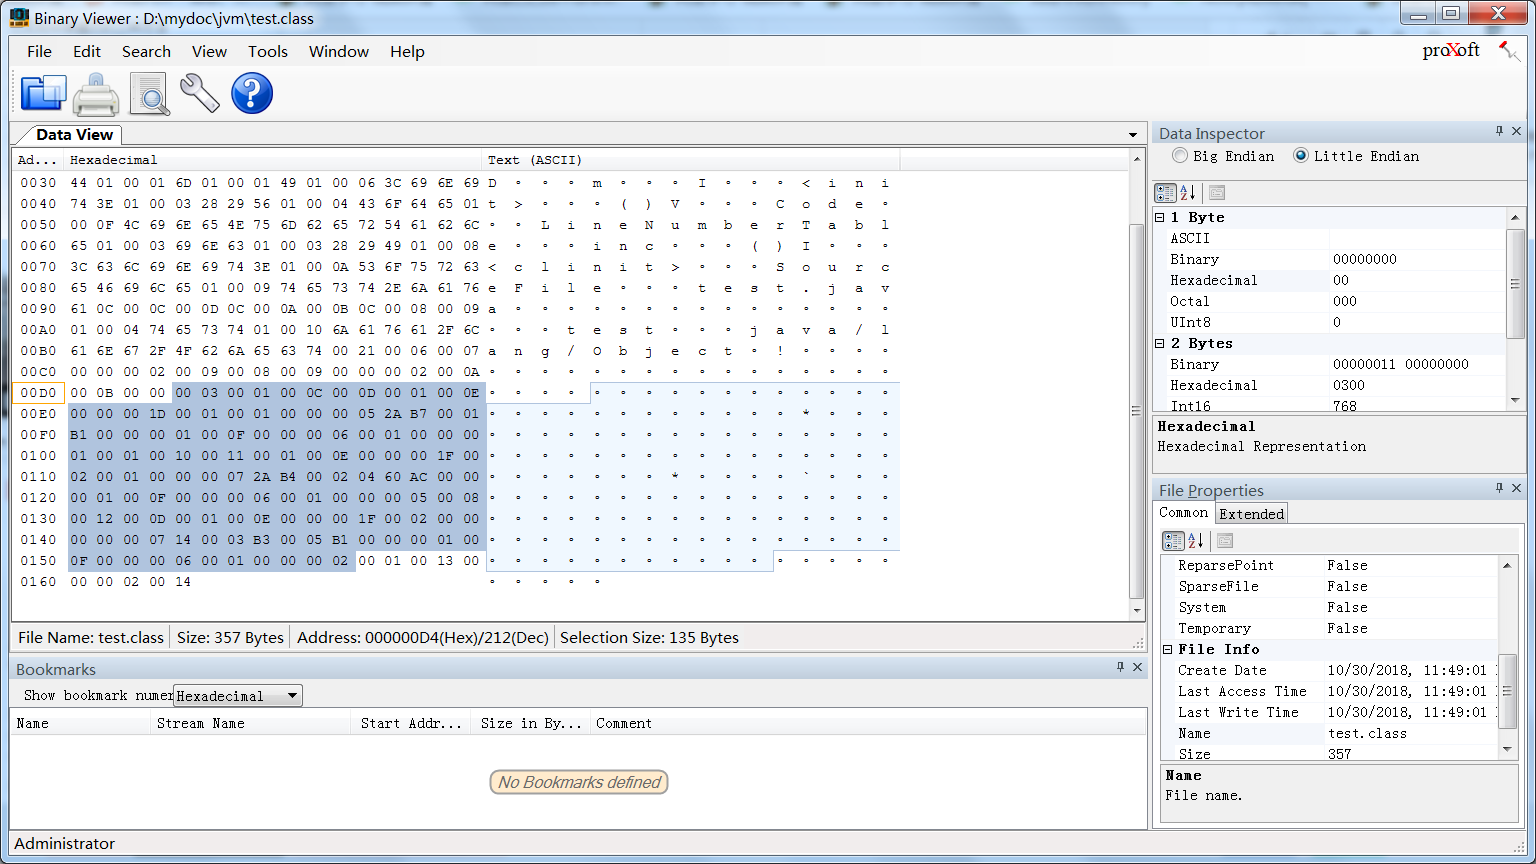 Binary Viewer : D:\mydoc\jvm\test.class
File Edit Search View Tools Window Help
proXoft
Data View
Ad... Hexadecimal Text (ASCII)
0030 44 01 00 01 6D 01 00 01 49 01 00 06 3C 69 6E 69 D∘∘∘m∘∘∘I∘∘∘<ini
0040 74 3E 01 00 03 28 29 56 01 00 04 43 6F 64 65 01 t>∘∘∘()V∘∘∘Code∘
0050 00 0F 4C 69 6E 65 4E 75 6D 62 65 72 54 61 62 6C ∘∘LineNumberTabl
0060 65 01 00 03 69 6E 63 01 00 03 28 29 49 01 00 08 e∘∘∘inc∘∘∘()I∘∘∘
0070 3C 63 6C 69 6E 69 74 3E 01 00 0A 53 6F 75 72 63 <clinit>∘∘∘Sourc
0080 65 46 69 6C 65 01 00 09 74 65 73 74 2E 6A 61 76 eFile∘∘∘test.jav
0090 61 0C 00 0C 00 0D 0C 00 0A 00 0B 0C 00 08 00 09 a∘∘∘∘∘∘∘∘∘∘∘∘∘∘∘
00A0 01 00 04 74 65 73 74 01 00 10 6A 61 76 61 2F 6C ∘∘∘test∘∘∘java/l
00B0 61 6E 67 2F 4F 62 6A 65 63 74 00 21 00 06 00 07 ang/Object∘!∘∘∘∘
00C0 00 00 00 02 00 09 00 08 00 09 00 00 00 02 00 0A ∘∘∘∘∘∘∘∘∘∘∘∘∘∘∘∘
00D0 00 0B 00 00 00 03 00 01 00 0C 00 0D 00 01 00 0E ∘∘∘∘∘∘∘∘∘∘∘∘∘∘∘∘
00E0 00 00 00 1D 00 01 00 01 00 00 00 05 2A B7 00 01 ∘∘∘∘∘∘∘∘∘∘∘∘*∘∘∘
00F0 B1 00 00 00 01 00 0F 00 00 00 06 00 01 00 00 00 ∘∘∘∘∘∘∘∘∘∘∘∘∘∘∘∘
0100 01 00 01 00 10 00 11 00 01 00 0E 00 00 00 1F 00 ∘∘∘∘∘∘∘∘∘∘∘∘∘∘∘∘
0110 02 00 01 00 00 00 07 2A B4 00 02 04 60 AC 00 00 ∘∘∘∘∘∘∘*∘∘∘∘`∘∘∘
0120 00 01 00 0F 00 00 00 06 00 01 00 00 00 05 00 08 ∘∘∘∘∘∘∘∘∘∘∘∘∘∘∘∘
0130 00 12 00 0D 00 01 00 0E 00 00 00 1F 00 02 00 00 ∘∘∘∘∘∘∘∘∘∘∘∘∘∘∘∘
0140 00 00 00 07 14 00 03 B3 00 05 B1 00 00 00 01 00 ∘∘∘∘∘∘∘∘∘∘∘∘∘∘∘∘
0150 0F 00 00 00 06 00 01 00 00 00 02 00 01 00 13 00 ∘∘∘∘∘∘∘∘∘∘∘∘∘∘∘∘
0160 00 00 02 00 14 ∘∘∘∘∘
File Name: test.class Size: 357 Bytes Address: 000000D4(Hex)/212(Dec) Selection Size: 135 Bytes
Bookmarks
Show bookmark numer Hexadecimal
Name Stream Name Start Addr... Size in By... Comment
No Bookmarks defined
Administrator
Data Inspector
Big Endian Little Endian
1 Byte
ASCII
Binary 00000000
Hexadecimal 00
Octal 000
UInt8 0
2 Bytes
Binary 00000011 00000000
Hexadecimal 0300
Int16 768
Hexadecimal
Hexadecimal Representation
File Properties
Common Extended
ReparsePoint False
SparseFile False
System False
Temporary False
File Info
Create Date 10/30/2018, 11:49:01
Last Access Time 10/30/2018, 11:49:01
Last Write Time 10/30/2018, 11:49:01
Name test.class
Size 357
Name
File name.